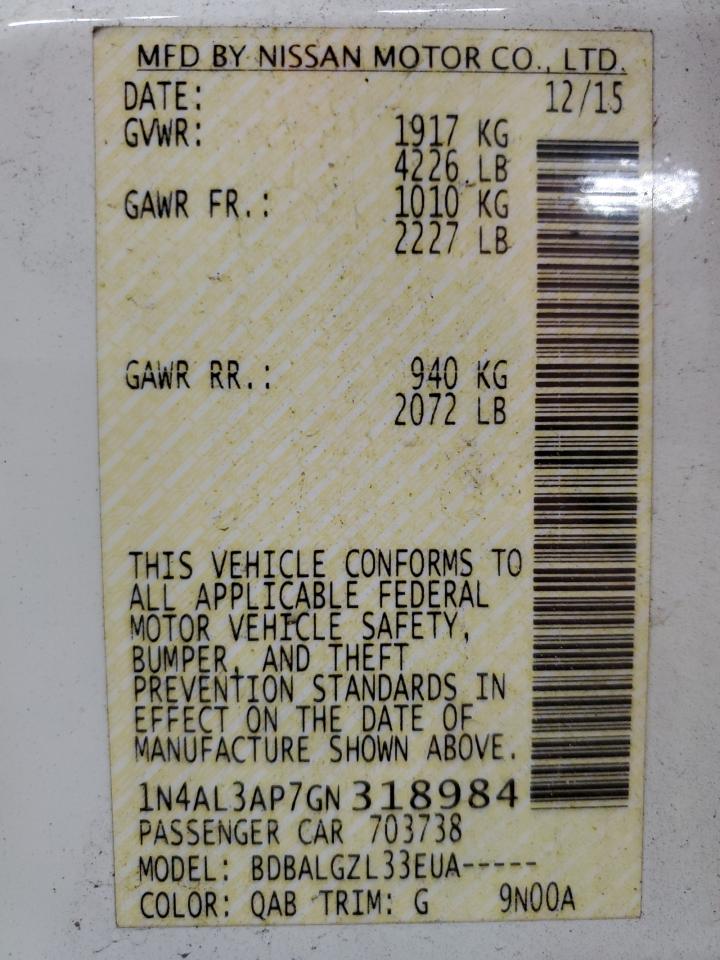 MFD BY NISSAN MOTOR CO., LTD.
DATE: 12/15
GVWR: 1917 KG
4226 LB
GAWR FR.: 1010 KG
2227 LB
GAWR RR.: 940 KG
2072 LB
THIS VEHICLE CONFORMS TO
ALL APPLICABLE FEDERAL
MOTOR VEHICLE SAFETY,
BUMPER, AND THEFT
PREVENTION STANDARDS IN
EFFECT ON THE DATE OF
MANUFACTURE SHOWN ABOVE.
1N4AL3AP7GN318984
PASSENGER CAR 703738
MODEL: BDBALGZL33EUA-----
COLOR: QAB TRIM: G 9N00A